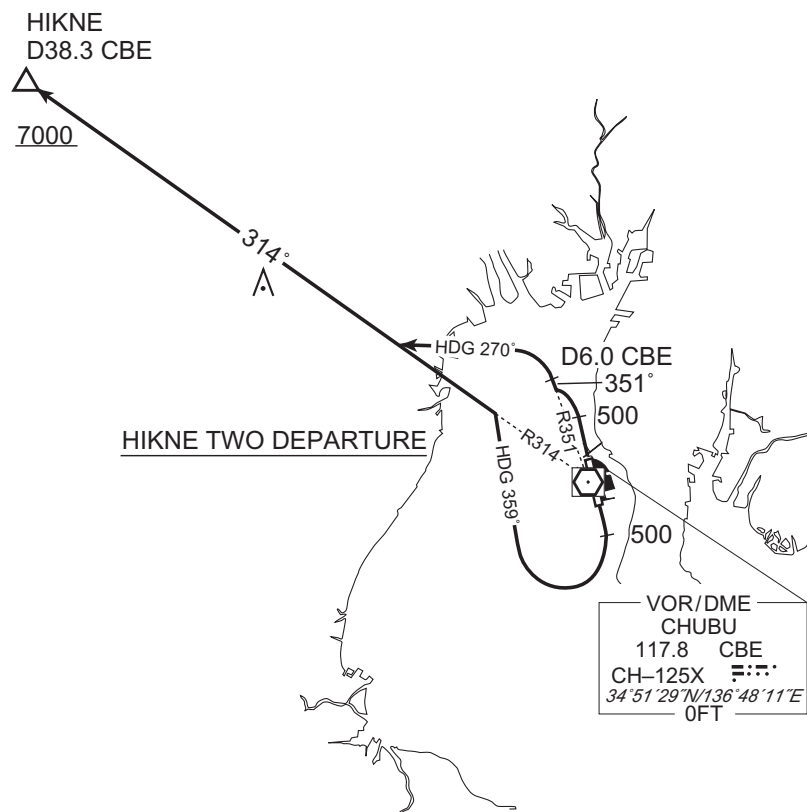 HIKNE
D38.3 CBE
7000
314°
HDG 270°
D6.0 CBE
351°
500
R351
R314
HIKNE TWO DEPARTURE
HDG 359°
500
VOR/DME
CHUBU
117.8 CBE
CH–125X
34°51´29˝N/136°48´11˝E
0FT